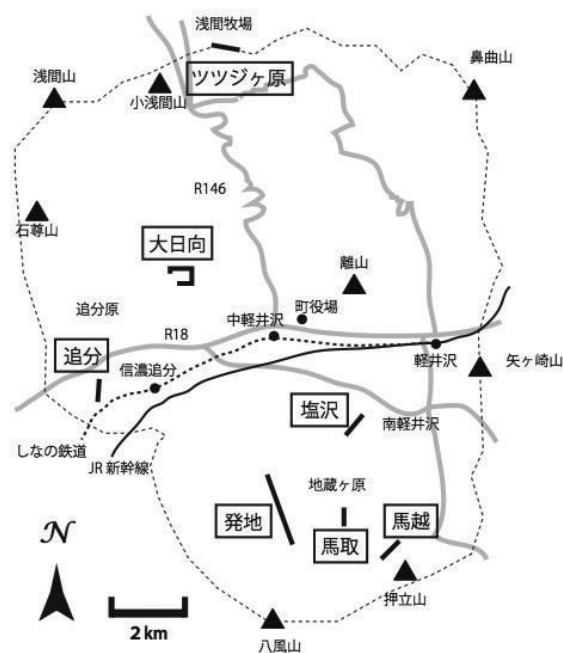 浅間牧場
浅間山
小浅間山
ツツジヶ原
鼻曲山
R146
石尊山
大日向
離山
追分原
町役場
中軽井沢
R18
追分
信濃追分
軽井沢
矢ヶ崎山
塩沢
南軽井沢
しなの鉄道
JR新幹線
地蔵ヶ原
発地
馬取
馬越
N
押立山
2 km
八風山